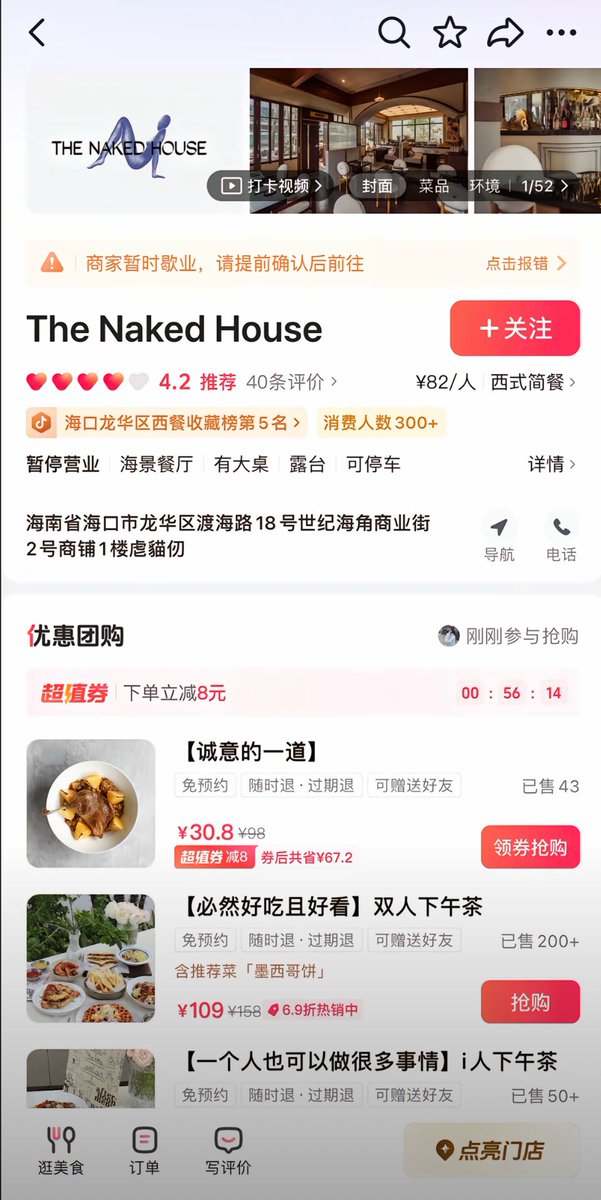 THE NAKED HOUSE
打卡视频
封面
菜品
环境
1/52
商家暂时歇业，请提前确认后前往
点击报错
The Naked House
+关注
4.2 推荐 40条评价
¥82/人 西式简餐
海口龙华区西餐收藏榜第5名
消费人数300+
暂停营业 海景餐厅 有大桌 露台 可停车
详情
海南省海口市龙华区渡海路18号世纪海角商业街
2号商铺1楼虐貓仞
导航
电话
优惠团购
刚刚参与抢购
超值券 下单立减8元
00 : 56 : 14
【诚意的一道】
免预约 随时退·过期退 可赠送好友
已售43
¥30.8 ¥98
超值券 减8 券后共省¥67.2
领券抢购
【必然好吃且好看】双人下午茶
免预约 随时退·过期退 可赠送好友
已售200+
含推荐菜「墨西哥饼」
¥109 ¥158 6.9折热销中
抢购
【一个人也可以做很多事情】i人下午茶
免预约 随时退·过期退 可赠送好友
已售50+
逛美食
订单
写评价
点亮门店